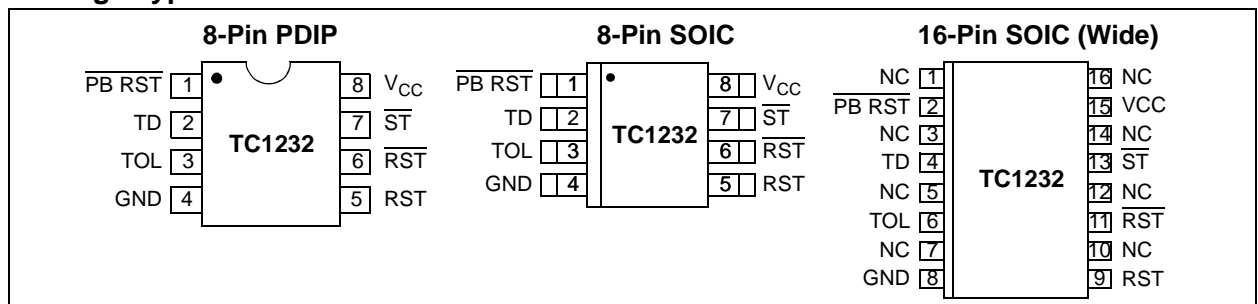 8-Pin PDIP
PB RST 1
TD 2
TOL 3
GND 4
TC1232
8 VCC
7 ST
6 RST
5 RST
8-Pin SOIC
PB RST 1
TD 2
TOL 3
GND 4
TC1232
8 VCC
7 ST
6 RST
5 RST
16-Pin SOIC (Wide)
NC 1
PB RST 2
NC 3
TD 4
NC 5
TOL 6
NC 7
GND 8
TC1232
16 NC
15 VCC
14 NC
13 ST
12 NC
11 RST
10 NC
9 RST